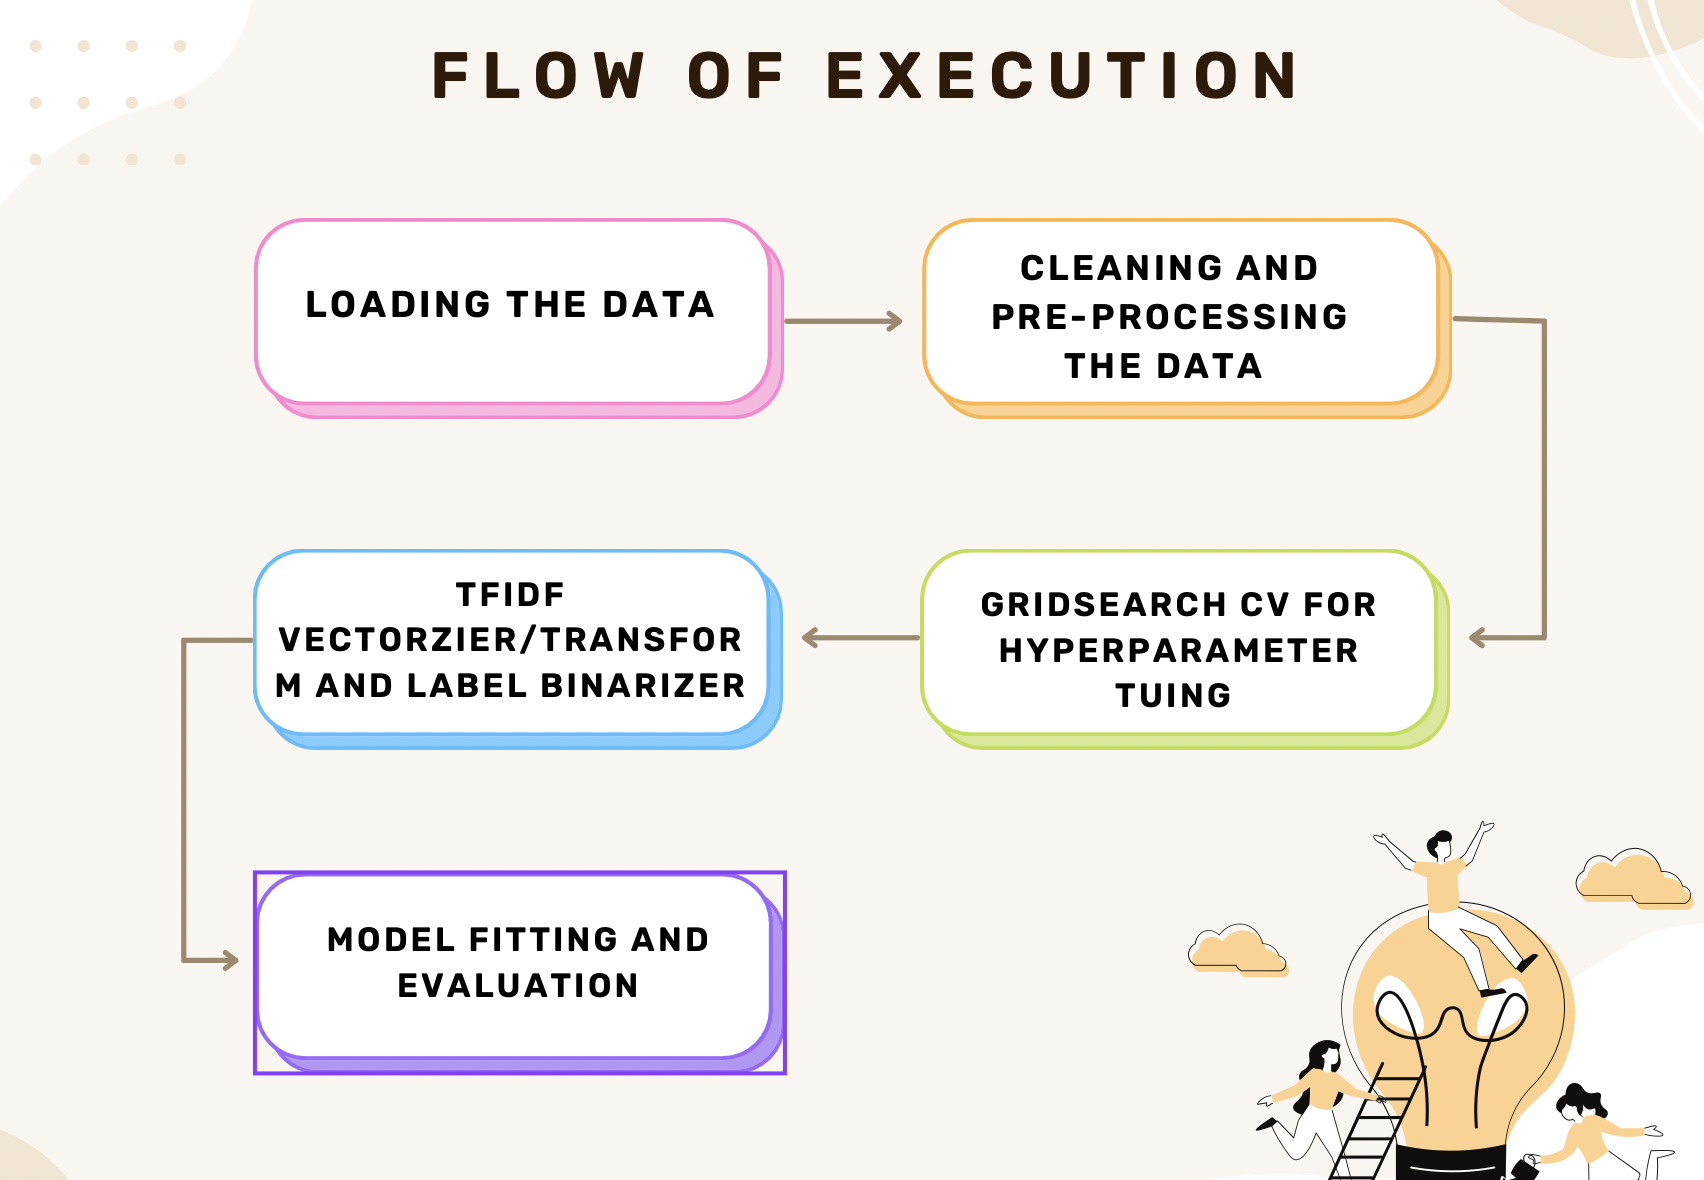 FLOW OF EXECUTION
LOADING THE DATA
CLEANING AND
PRE-PROCESSING
THE DATA
GRIDSEARCH CV FOR
HYPERPARAMETER
TUING
TFIDF
VECTORZIER/TRANSFOR
M AND LABEL BINARIZER
MODEL FITTING AND
EVALUATION